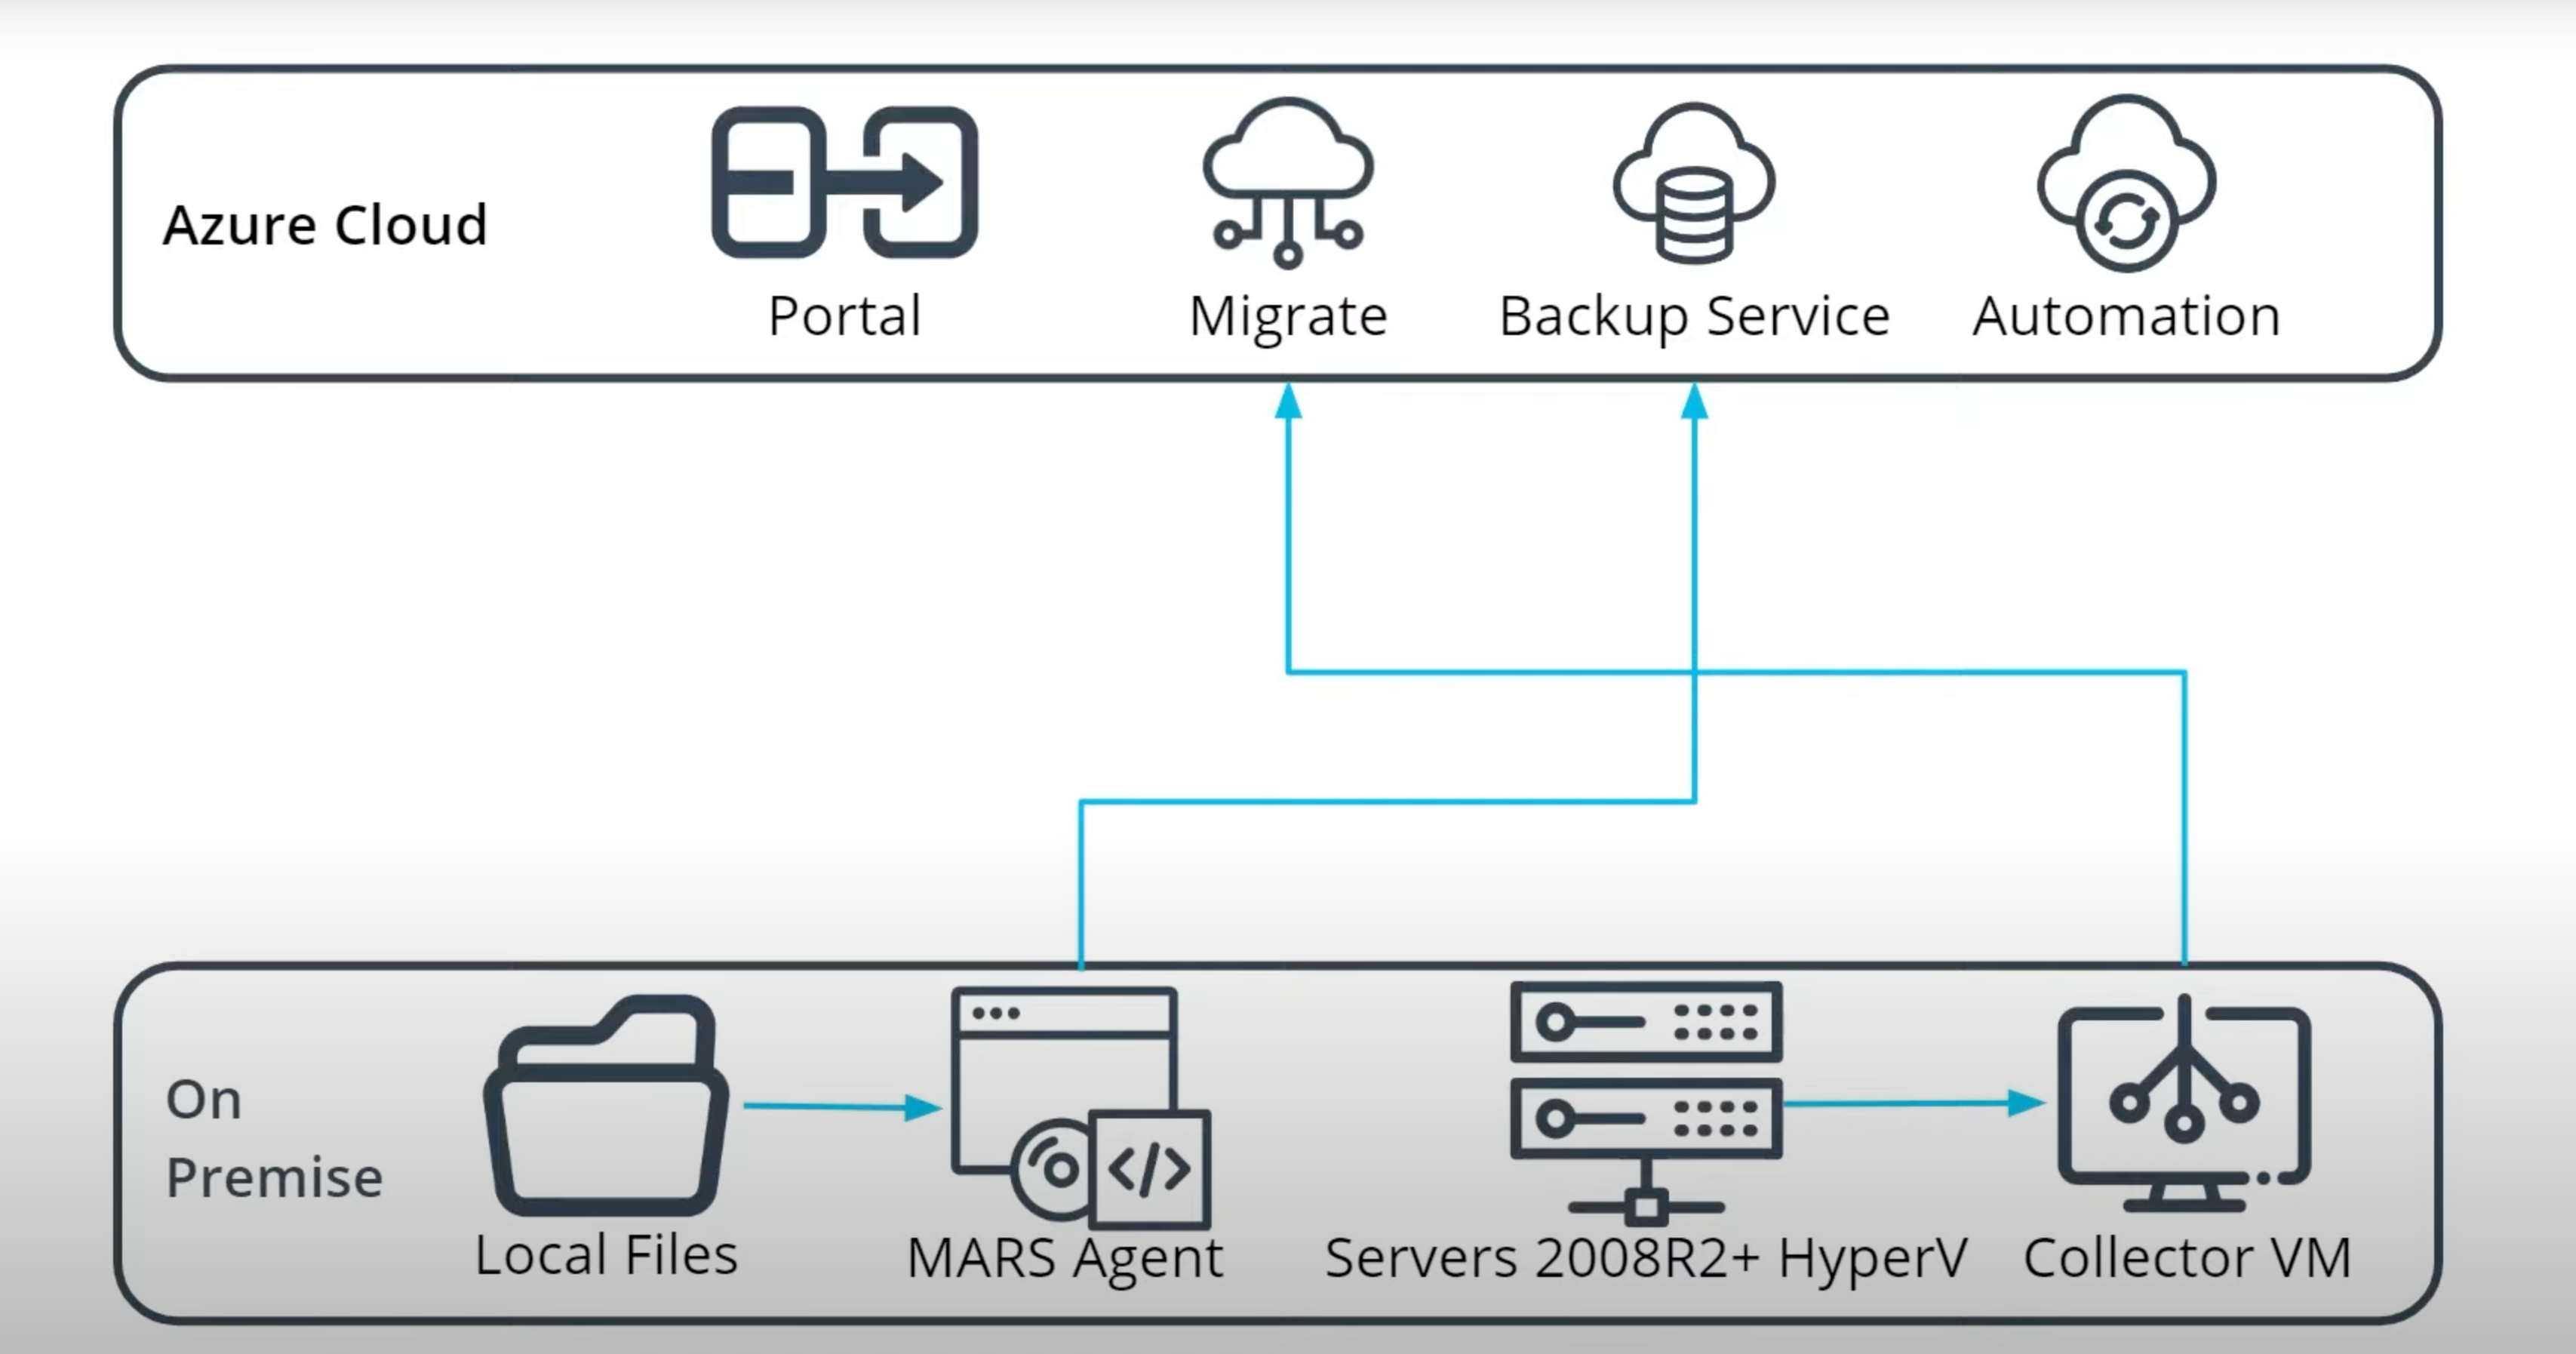 Azure Cloud
Portal
Migrate
Backup Service
Automation
On
Premise
Local Files
MARS Agent
Servers 2008R2+ HyperV
Collector VM